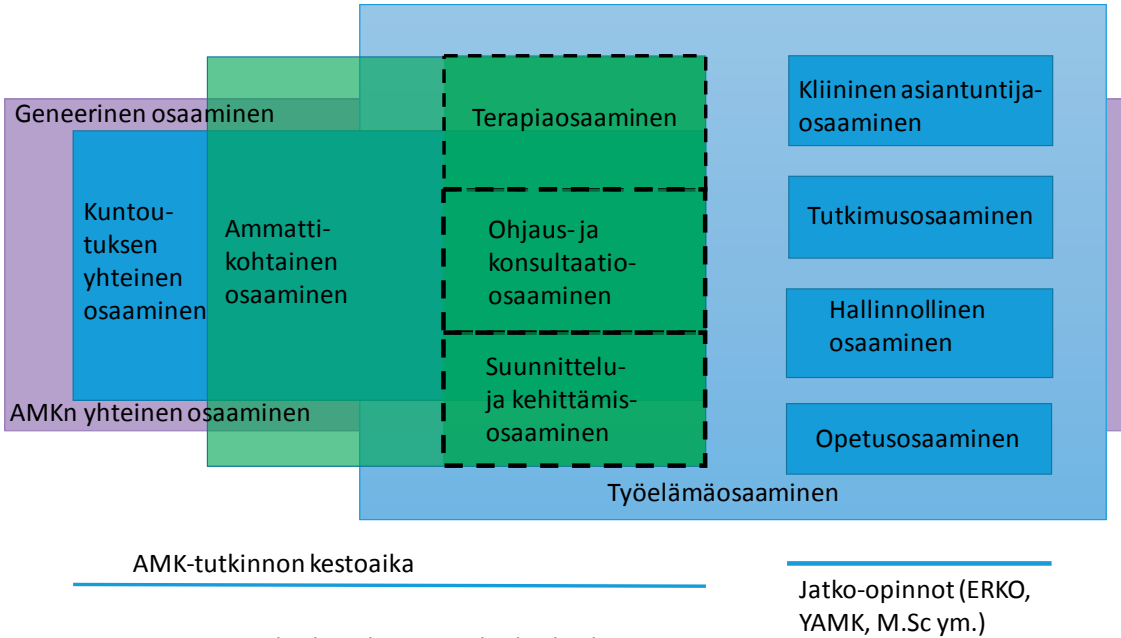 Geneerinen osaaminen
Kuntou-
tuksen
yhteinen
osaaminen
AMKn yhteinen osaaminen
Ammatti-
kohtainen
osaaminen
Terapiaosaaminen
Ohjaus- ja
konsultaatio-
osaaminen
Suunnittelu-
ja kehittämis-
osaaminen
Kliininen asiantuntija-
osaaminen
Tutkimusosaaminen
Hallinnollinen
osaaminen
Opetusosaaminen
Työelämäosaaminen
AMK-tutkinnon kestoaika
Jatko-opinnot (ERKO,
YAMK, M.Sc ym.)